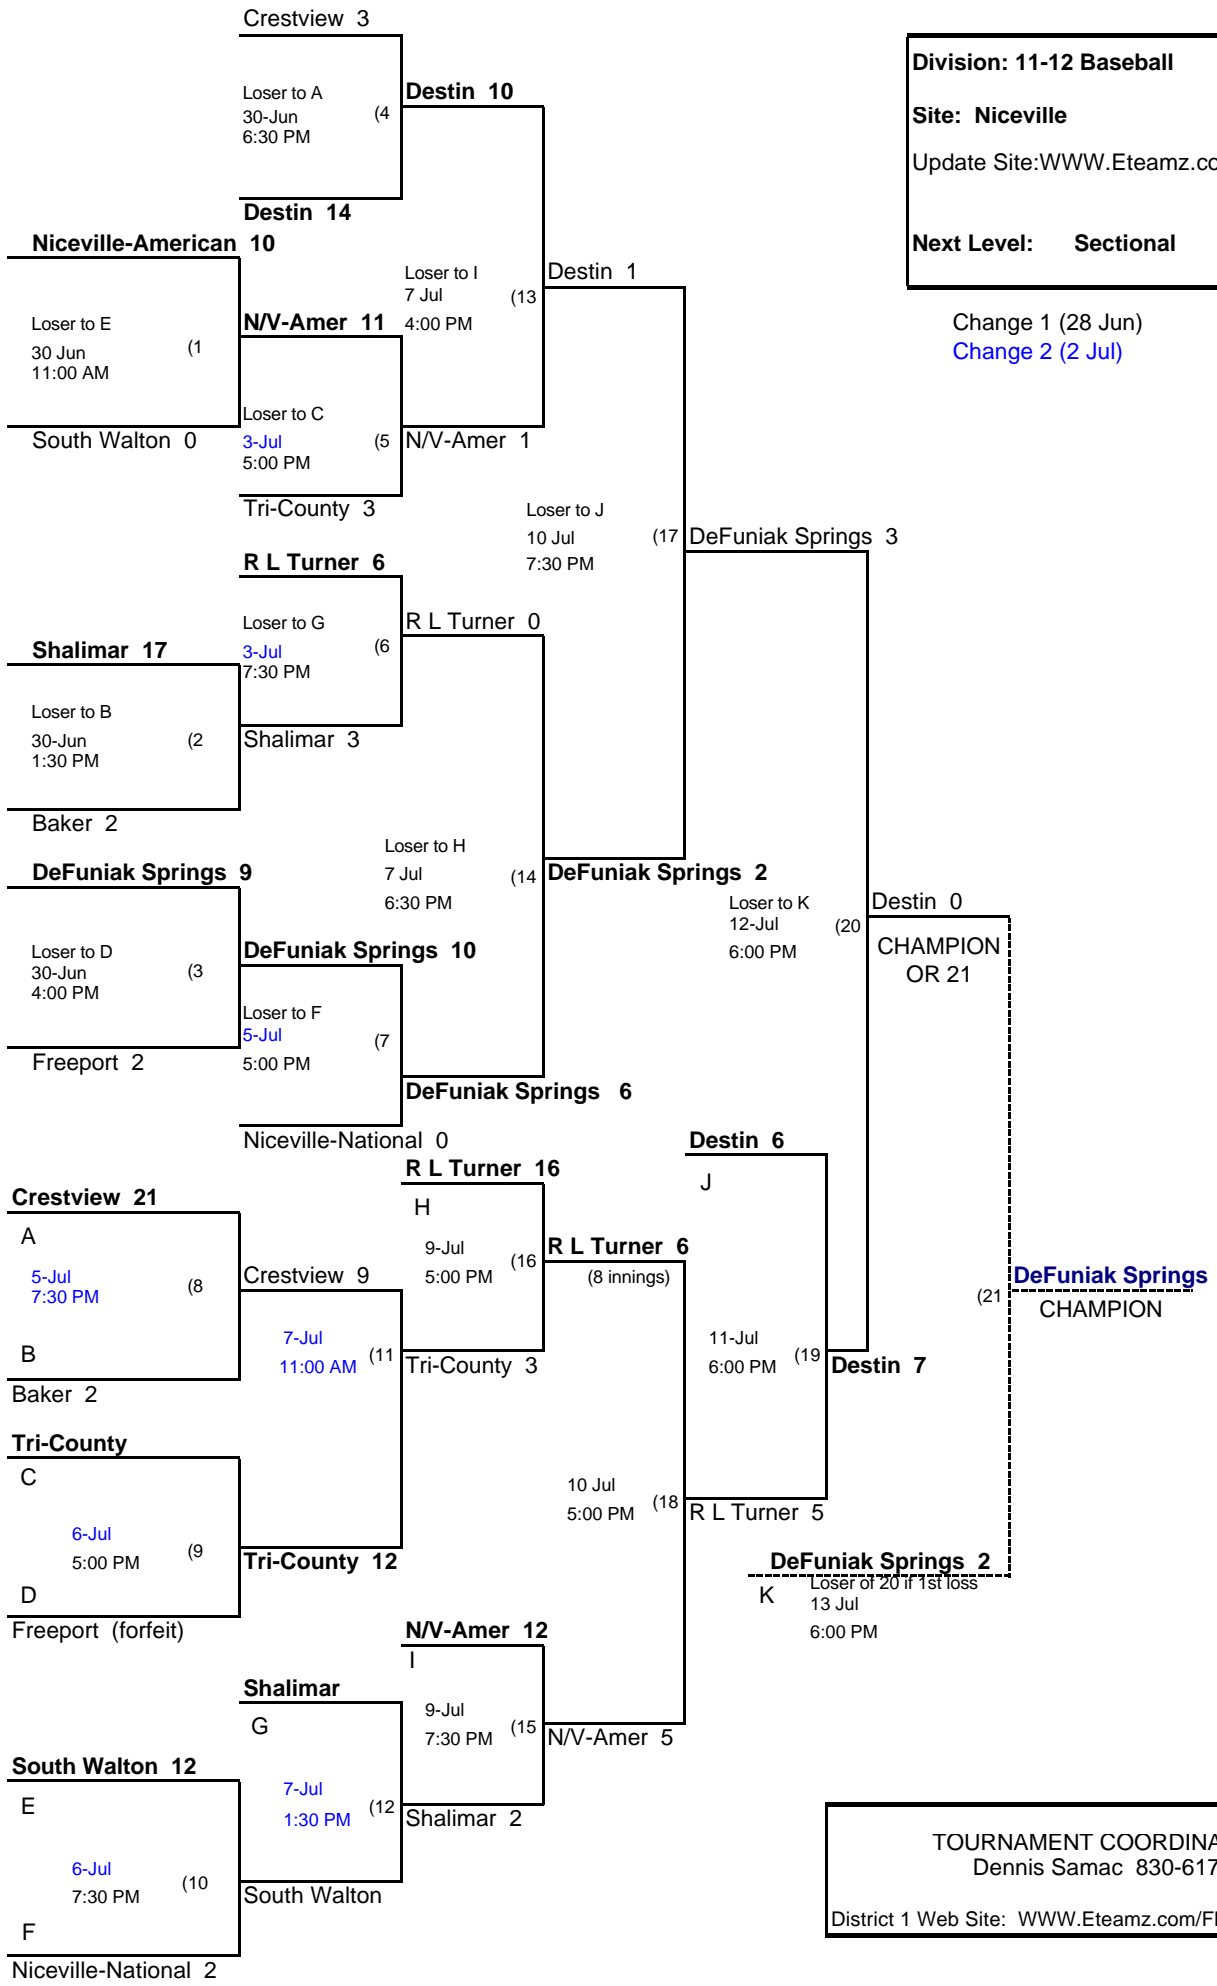 Crestview 3
Division: 11-12 Baseball
Loser to A
30-Jun
6:30 PM
(4
Destin 10
Site: Niceville
Update Site:WWW.Eteamz.co
Destin 14
Niceville-American 10
Next Level: Sectional
Loser to I
7 Jul
4:00 PM
(13
Destin 1
Loser to E
30 Jun
11:00 AM
(1
N/V-Amer 11
Change 1 (28 Jun)
Change 2 (2 Jul)
Loser to C
3-Jul
5:00 PM
(5
South Walton 0
N/V-Amer 1
Tri-County 3
Loser to J
10 Jul
7:30 PM
(17
DeFuniak Springs 3
R L Turner 6
Loser to G
3-Jul
7:30 PM
(6
R L Turner 0
Shalimar 17
Loser to B
30-Jun
1:30 PM
(2
Shalimar 3
Baker 2
Loser to H
7 Jul
6:30 PM
(14
DeFuniak Springs 2
DeFuniak Springs 9
Loser to K
12-Jul
6:00 PM
(20
Destin 0
CHAMPION
OR 21
Loser to D
30-Jun
4:00 PM
(3
DeFuniak Springs 10
Loser to F
5-Jul
5:00 PM
(7
Freeport 2
DeFuniak Springs 6
Niceville-National 0
Destin 6
J
R L Turner 16
H
9-Jul
5:00 PM
(16
Crestview 21
A
5-Jul
7:30 PM
(8
B
Baker 2
R L Turner 6
(8 innings)
Crestview 9
7-Jul
11:00 AM
(11
Tri-County 3
DeFuniak Springs
(21
CHAMPION
11-Jul
6:00 PM
(19
Destin 7
Tri-County
C
6-Jul
5:00 PM
(9
D
Freeport (forfeit)
Tri-County 12
10 Jul
5:00 PM
(18
R L Turner 5
DeFuniak Springs 2
K
Loser of 20 if 1st loss
13 Jul
6:00 PM
N/V-Amer 12
I
9-Jul
7:30 PM
(15
N/V-Amer 5
Shalimar
G
7-Jul
1:30 PM
(12
Shalimar 2
South Walton 12
E
6-Jul
7:30 PM
(10
F
South Walton
Niceville-National 2
TOURNAMENT COORDINA
Dennis Samac 830-617
District 1 Web Site: WWW.Eteamz.com/Fl